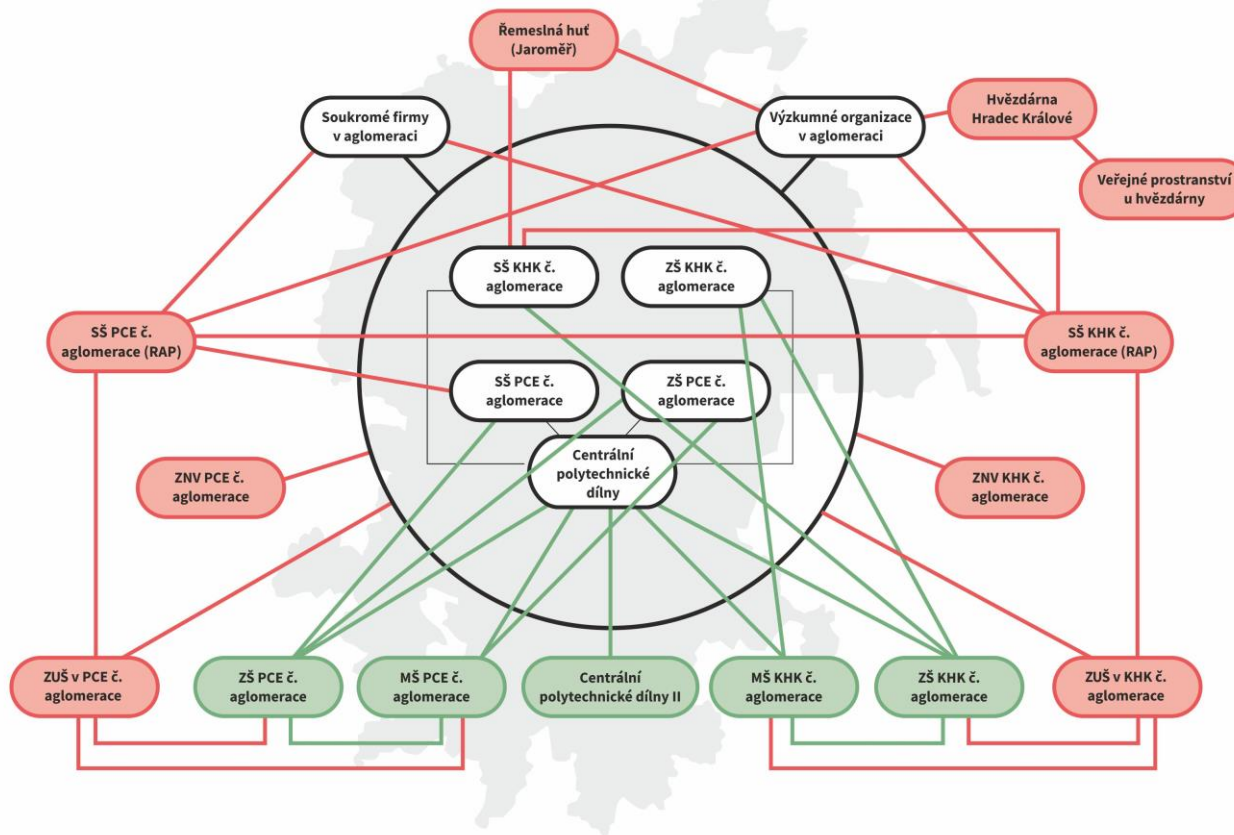 Řemeslná huť
(Jaroměř)
Soukromé firmy
v aglomeraci
Výzkumné organizace
v aglomeraci
Hvězdárna
Hradec Králové
Veřejné prostranství
u hvězdárny
SŠ KHK č.
aglomerace
ZŠ KHK č.
aglomerace
SŠ PCE č.
aglomerace (RAP)
SŠ KHK č.
aglomerace (RAP)
SŠ PCE č.
aglomerace
ZŠ PCE č.
aglomerace
Centrální
polytechnické
dílny
ZNV PCE č.
aglomerace
ZNV KHK č.
aglomerace
ZUŠ v PCE č.
aglomerace
ZŠ PCE č.
aglomerace
MŠ PCE č.
aglomerace
Centrální
polytechnické dílny II
MŠ KHK č.
aglomerace
ZŠ KHK č.
aglomerace
ZUŠ v KHK č.
aglomerace